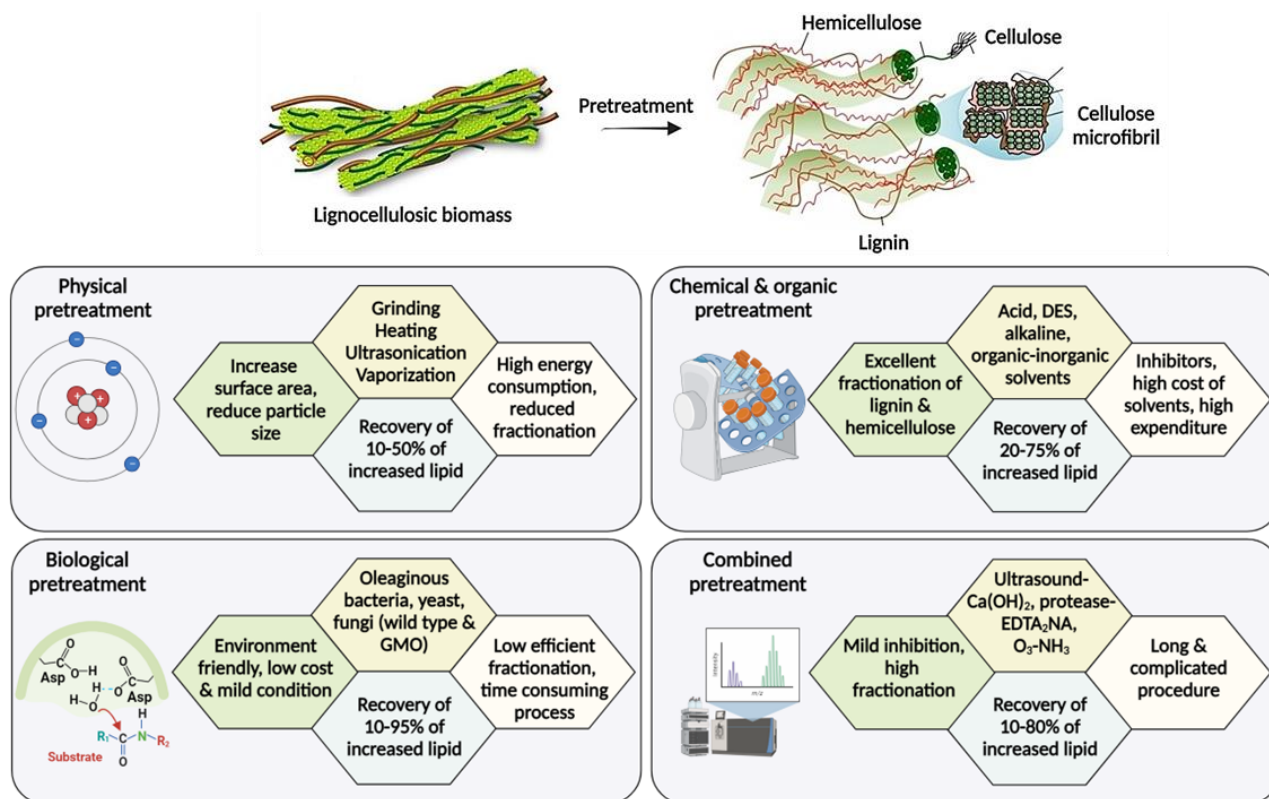 Hemicellulose
Cellulose
Pretreatment
Cellulose
microfibril
Lignocellulosic biomass
Lignin
Physical
pretreatment
Grinding
Heating
Ultrasonication
Vaporization
Increase
surface area,
reduce particle
size
High energy
consumption,
reduced
fractionation
Recovery of
10-50% of
increased lipid
Chemical & organic
pretreatment
Acid, DES,
alkaline,
organic-inorganic
solvents
Excellent
fractionation of
lignin &
hemicellulose
Inhibitors,
high cost of
solvents, high
expenditure
Recovery of
20-75% of
increased lipid
Biological
pretreatment
Oleaginous
bacteria, yeast,
fungi (wild type &
GMO)
Environment
friendly, low cost
& mild condition
Low efficient
fractionation,
time consuming
process
Recovery of
10-95% of
increased lipid
O
C
O-H
Asp
O
C
H
O
Asp
H-O
H
R₁-C-N-R₂
O
Substrate
Combined
pretreatment
Ultrasound-
Ca(OH)₂, protease-
EDTA₂NA,
O₃-NH₃
Mild inhibition,
high
fractionation
Long &
complicated
procedure
Recovery of
10-80% of
increased lipid
Intensity
m/z